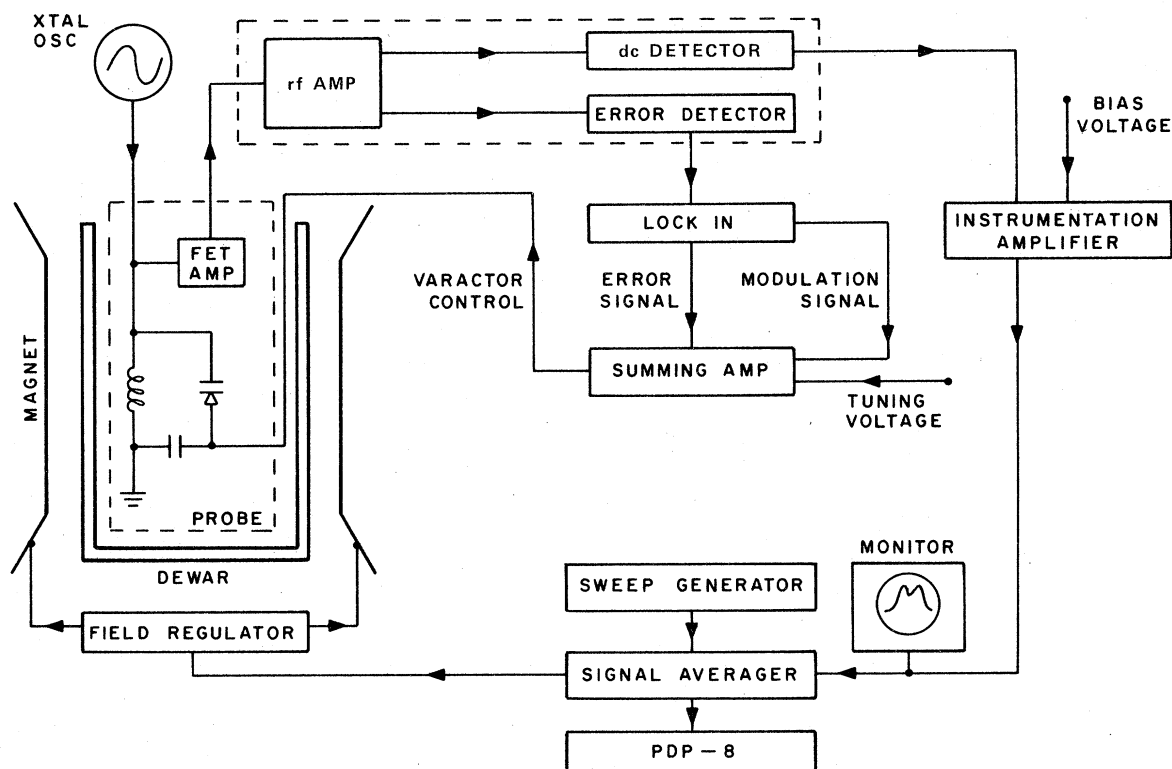 XTAL
OSC
rf AMP
dc DETECTOR
ERROR DETECTOR
BIAS
VOLTAGE
FET
AMP
LOCK IN
INSTRUMENTATION
AMPLIFIER
VARACTOR
CONTROL
ERROR
SIGNAL
MODULATION
SIGNAL
MAGNET
SUMMING AMP
TUNING
VOLTAGE
PROBE
DEWAR
MONITOR
SWEEP GENERATOR
FIELD REGULATOR
SIGNAL AVERAGER
PDP-8